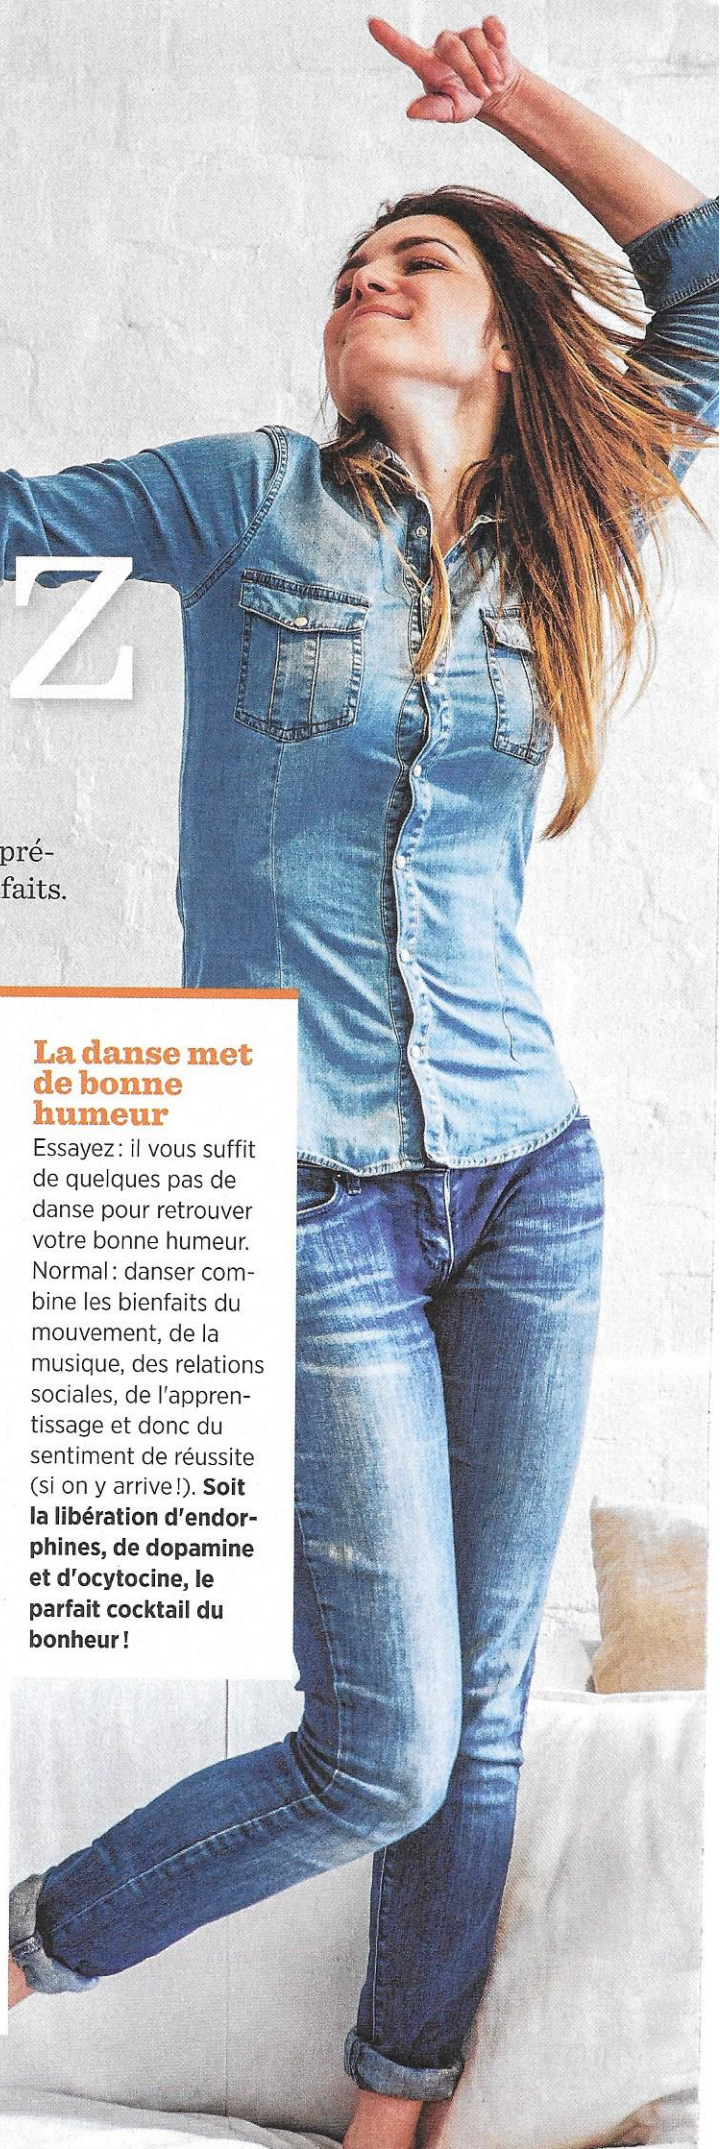 Z
pré-
faits.
La danse met
de bonne
humeur
Essayez : il vous suffit
de quelques pas de
danse pour retrouver
votre bonne humeur.
Normal : danser com-
bine les bienfaits du
mouvement, de la
musique, des relations
sociales, de l'appren-
tissage et donc du
sentiment de réussite
(si on y arrive !). Soit
la libération d'endor-
phines, de dopamine
et d'ocytocine, le
parfait cocktail du
bonheur !